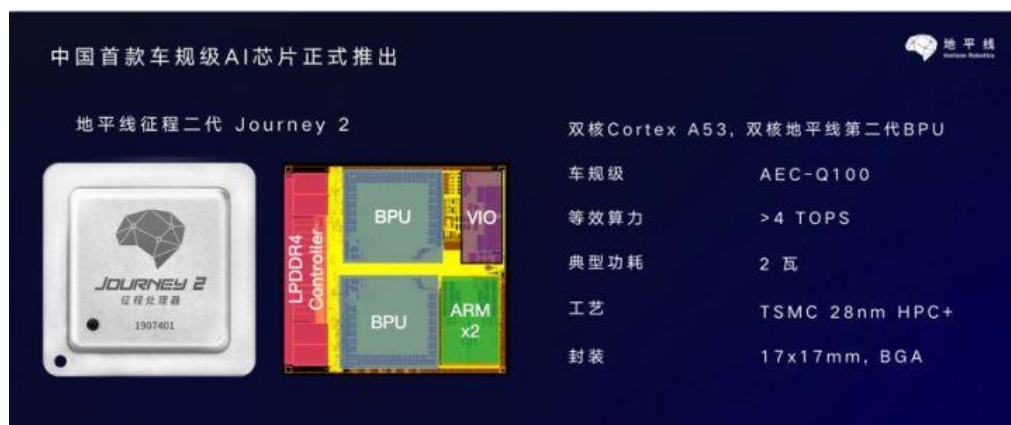 中国首款车规级AI芯片正式推出
地平线
Horizon Robotics
地平线征程二代 Journey 2
JOURNEY 2
征程处理器
1907401
LPDDR4
Controller
BPU
VIO
BPU
ARM
x2
双核Cortex A53, 双核地平线第二代BPU
车规级 AEC-Q100
等效算力 >4 TOPS
典型功耗 2 瓦
工艺 TSMC 28nm HPC+
封装 17x17mm, BGA